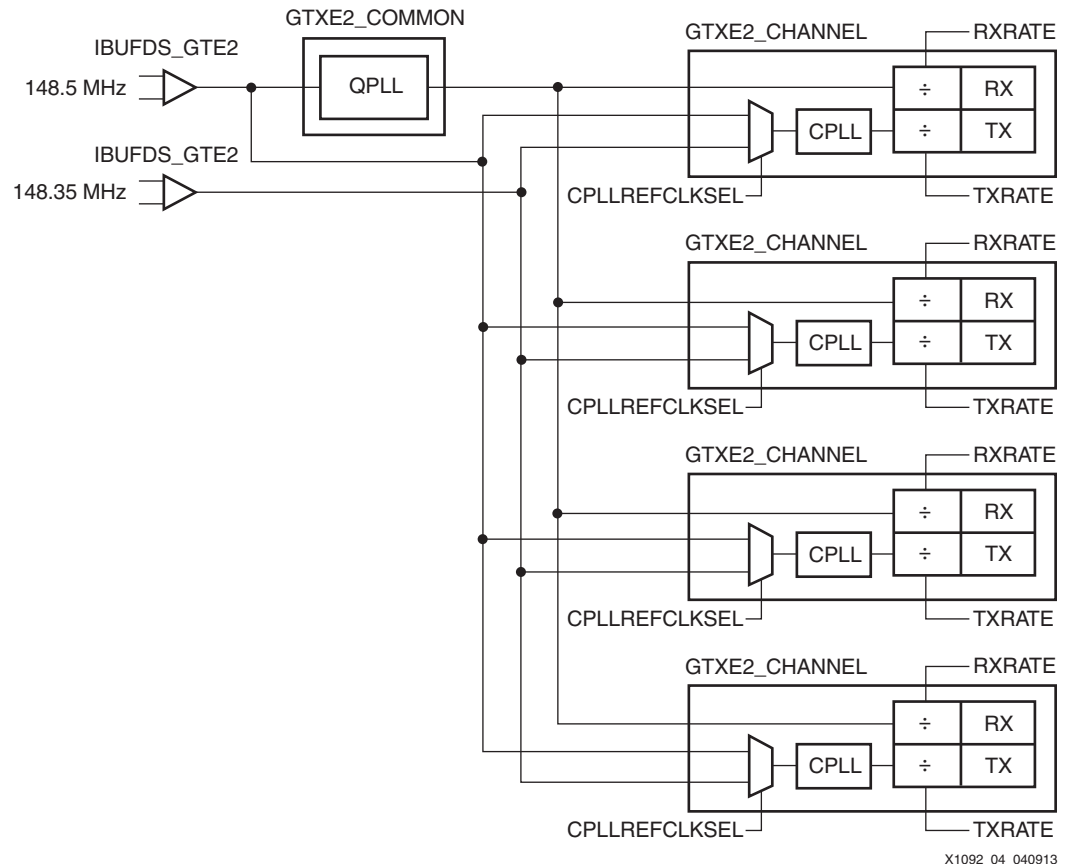 GTXE2_COMMON
IBUFDS_GTE2
148.5 MHz
QPLL
IBUFDS_GTE2
148.35 MHz
GTXE2_CHANNEL
RXRATE
÷ RX
CPLL
÷ TX
CPLLREFCLKSEL
TXRATE
GTXE2_CHANNEL
RXRATE
÷ RX
CPLL
÷ TX
CPLLREFCLKSEL
TXRATE
GTXE2_CHANNEL
RXRATE
÷ RX
CPLL
÷ TX
CPLLREFCLKSEL
TXRATE
GTXE2_CHANNEL
RXRATE
÷ RX
CPLL
÷ TX
CPLLREFCLKSEL
TXRATE
X1092_04_040913